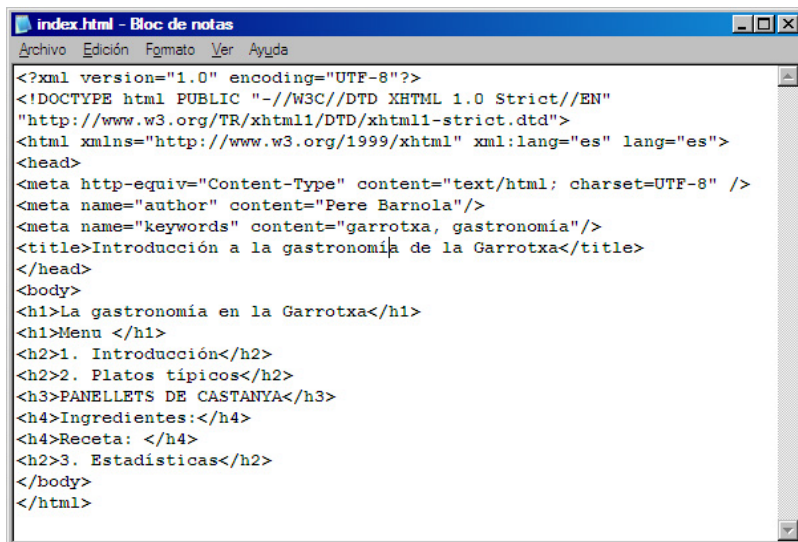 index.html - Bloc de notas
Archivo Edición Formato Ver Ayuda
<?xml version="1.0" encoding="UTF-8"?>
<!DOCTYPE html PUBLIC "-//W3C//DTD XHTML 1.0 Strict//EN"
"http://www.w3.org/TR/xhtml1/DTD/xhtml1-strict.dtd">
<html xmlns="http://www.w3.org/1999/xhtml" xml:lang="es" lang="es">
<head>
<meta http-equiv="Content-Type" content="text/html; charset=UTF-8" />
<meta name="author" content="Pere Barnola"/>
<meta name="keywords" content="garrotxa, gastronomía"/>
<title>Introducción a la gastronomía de la Garrotxa</title>
</head>
<body>
<h1>La gastronomía en la Garrotxa</h1>
<h1>Menu </h1>
<h2>1. Introducción</h2>
<h2>2. Platos típicos</h2>
<h3>PANELLETS DE CASTANYA</h3>
<h4>Ingredientes:</h4>
<h4>Receta: </h4>
<h2>3. Estadísticas</h2>
</body>
</html>